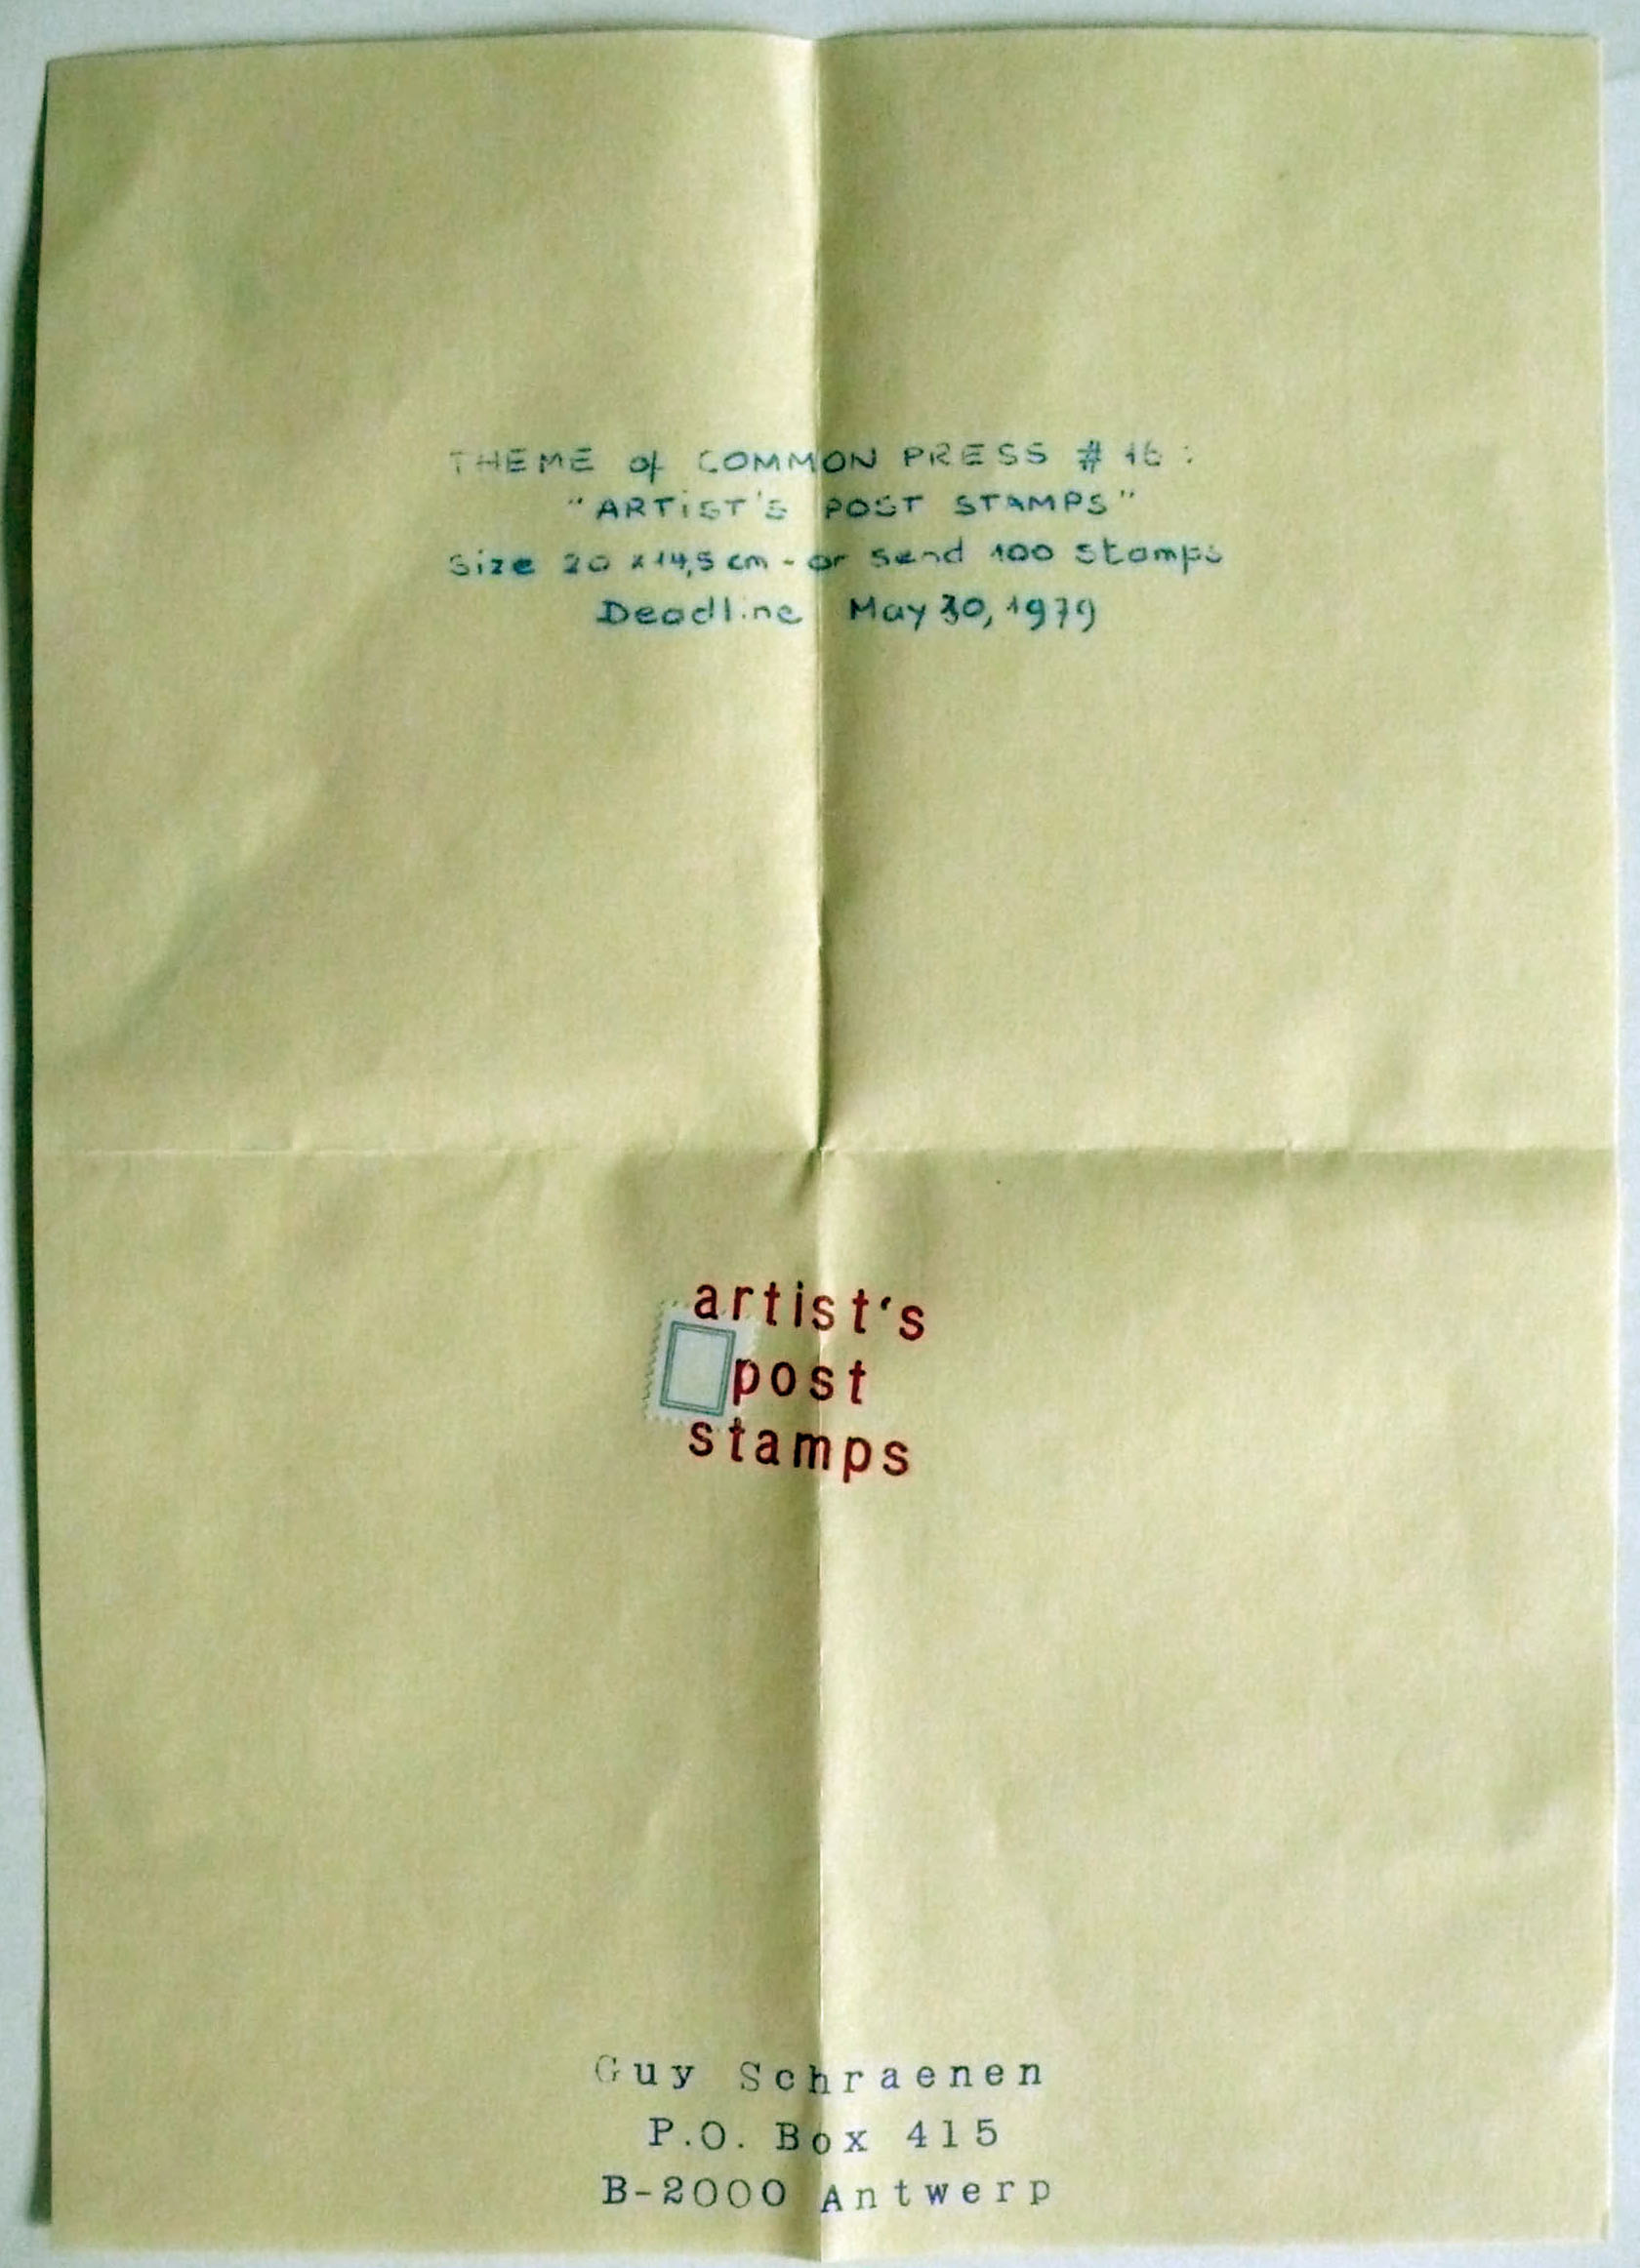 THEME of COMMON PRESS # 16 :
"ARTiST'S POST STAMPS"
Size 20 x 14,5 cm - or Send 100 Stamps
Deadline May 30, 1979
artist's
post
stamps
Guy Schraenen
P.O. Box 415
B-2000 Antwerp